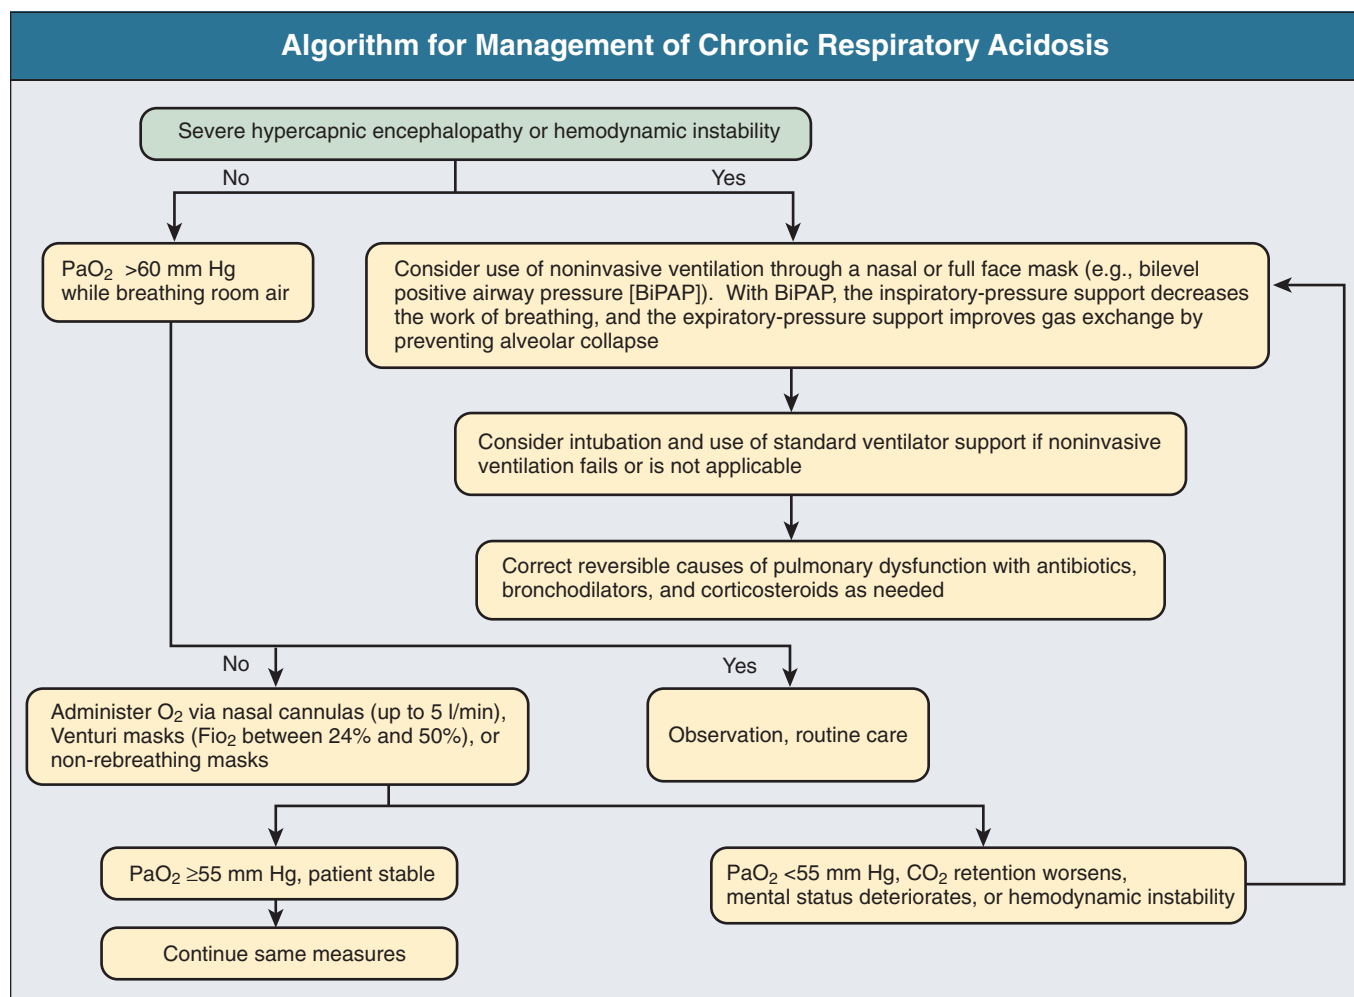 Algorithm for Management of Chronic Respiratory Acidosis
Severe hypercapnic encephalopathy or hemodynamic instability
No
Yes
PaO₂ >60 mm Hg
while breathing room air
Consider use of noninvasive ventilation through a nasal or full face mask (e.g., bilevel
positive airway pressure [BiPAP]). With BiPAP, the inspiratory-pressure support decreases
the work of breathing, and the expiratory-pressure support improves gas exchange by
preventing alveolar collapse
Consider intubation and use of standard ventilator support if noninvasive
ventilation fails or is not applicable
Correct reversible causes of pulmonary dysfunction with antibiotics,
bronchodilators, and corticosteroids as needed
No
Yes
Administer O₂ via nasal cannulas (up to 5 l/min),
Venturi masks (Fio₂ between 24% and 50%), or
non-rebreathing masks
Observation, routine care
PaO₂ ≥55 mm Hg, patient stable
PaO₂ <55 mm Hg, CO₂ retention worsens,
mental status deteriorates, or hemodynamic instability
Continue same measures